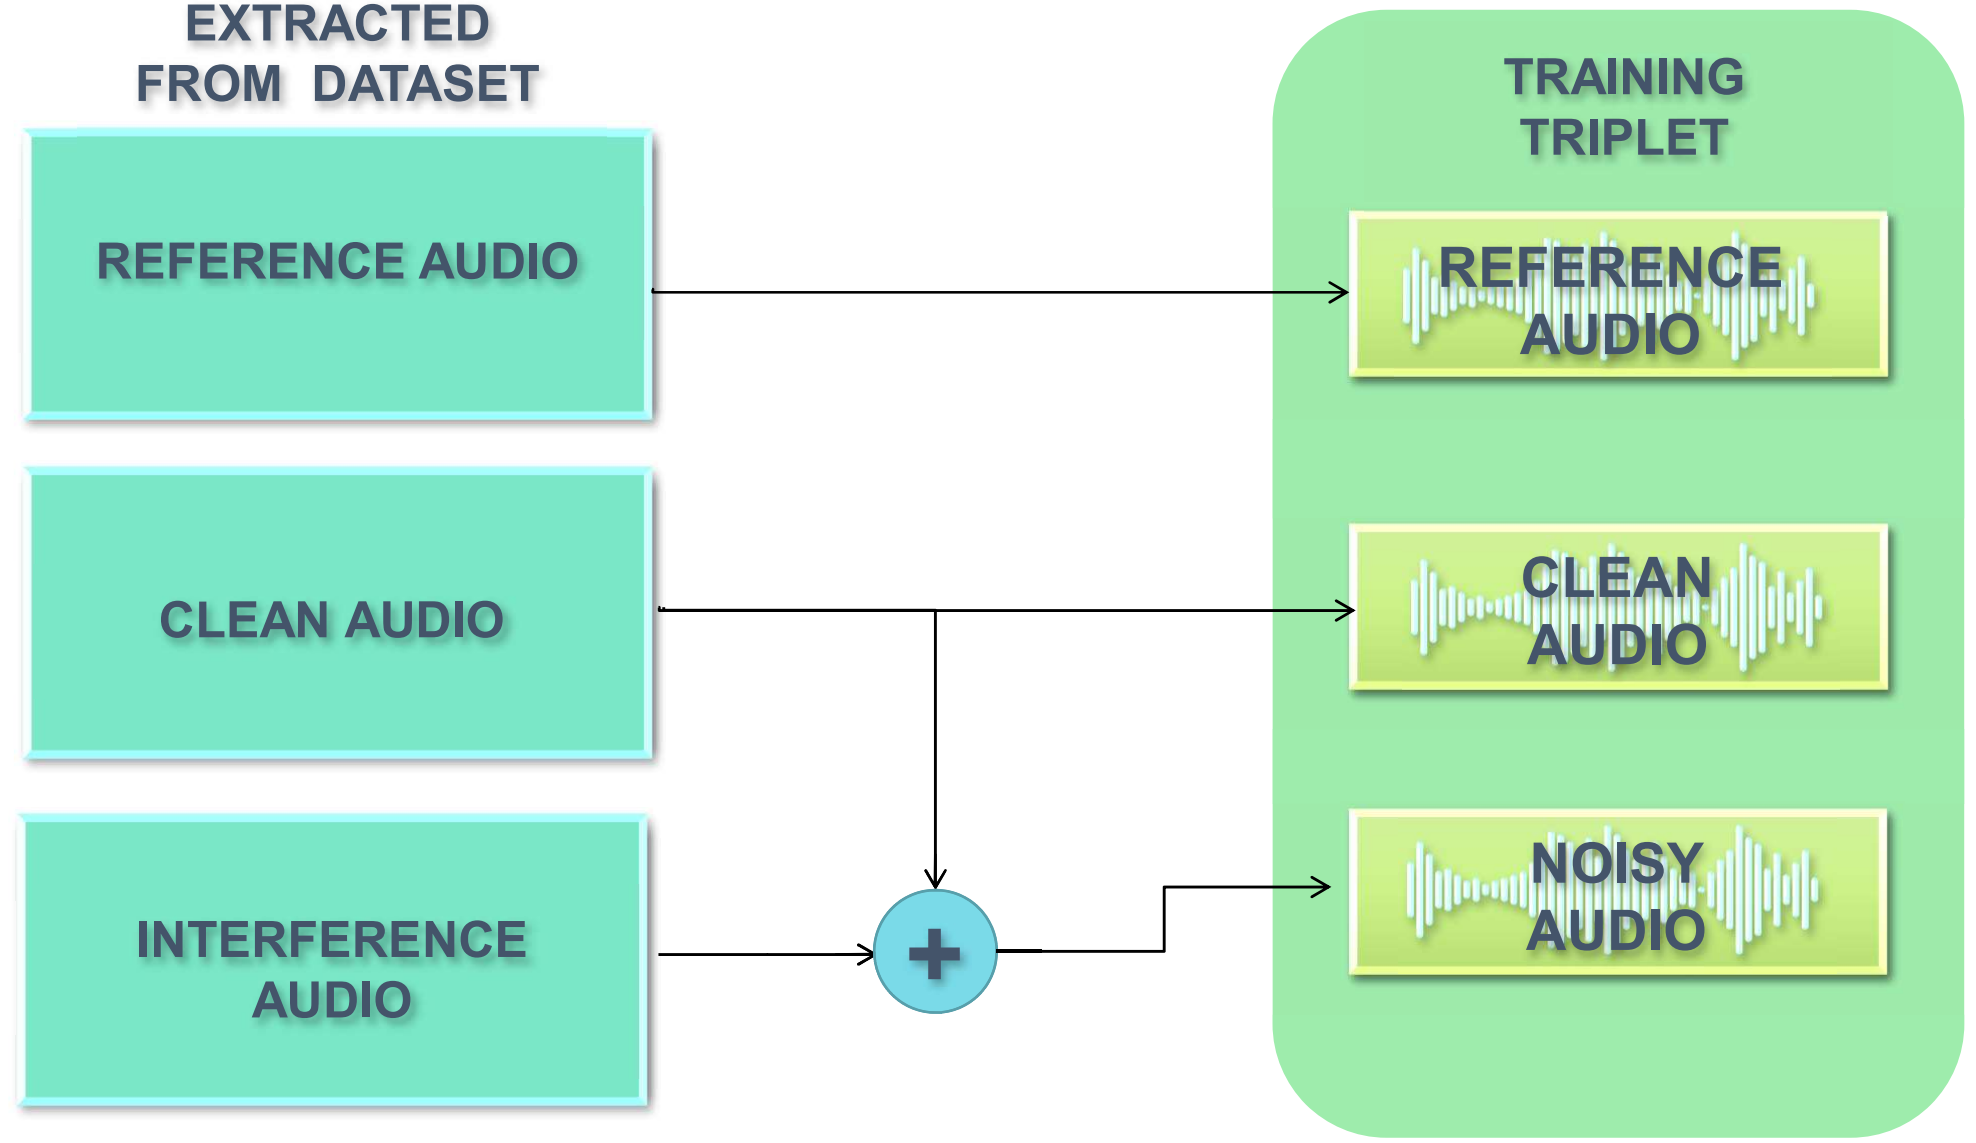 EXTRACTED
FROM DATASET
REFERENCE AUDIO
CLEAN AUDIO
INTERFERENCE
AUDIO
+
TRAINING
TRIPLET
REFERENCE
AUDIO
CLEAN
AUDIO
NOISY
AUDIO